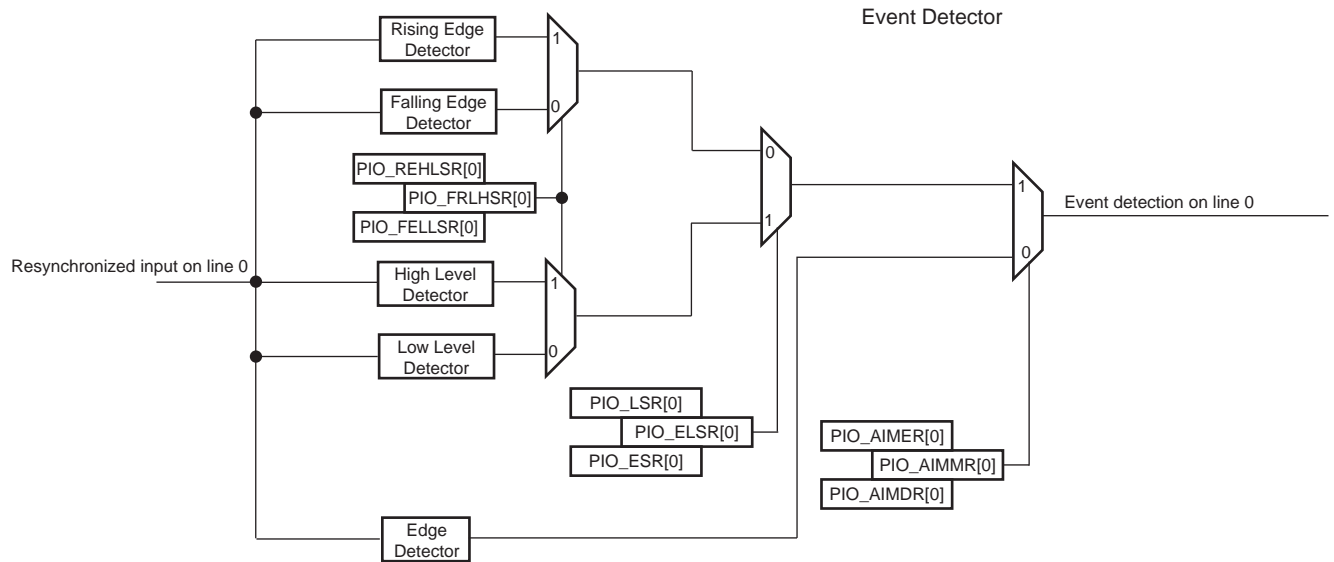 Event Detector
Rising Edge
Detector
1
Falling Edge
Detector
0
PIO_REHLSR[0]
PIO_FRLHSR[0]
PIO_FELLSR[0]
0
1
1
0
Event detection on line 0
Resynchronized input on line 0
High Level
Detector
1
Low Level
Detector
0
PIO_LSR[0]
PIO_ELSR[0]
PIO_ESR[0]
PIO_AIMER[0]
PIO_AIMMR[0]
PIO_AIMDR[0]
Edge
Detector